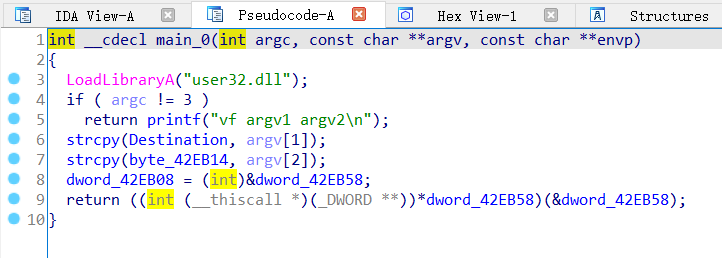 IDA View-A Pseudocode-A Hex View-1 Structures
1 int __cdecl main_0(int argc, const char **argv, const char **envp)
2 {
3 LoadLibraryA("user32.dll");
4 if ( argc != 3 )
5 return printf("vf argv1 argv2\n");
6 strcpy(Destination, argv[1]);
7 strcpy(byte_42EB14, argv[2]);
8 dword_42EB08 = (int)&dword_42EB58;
9 return ((int (__thiscall *)(_DWORD **))*dword_42EB58)(&dword_42EB58);
10 }